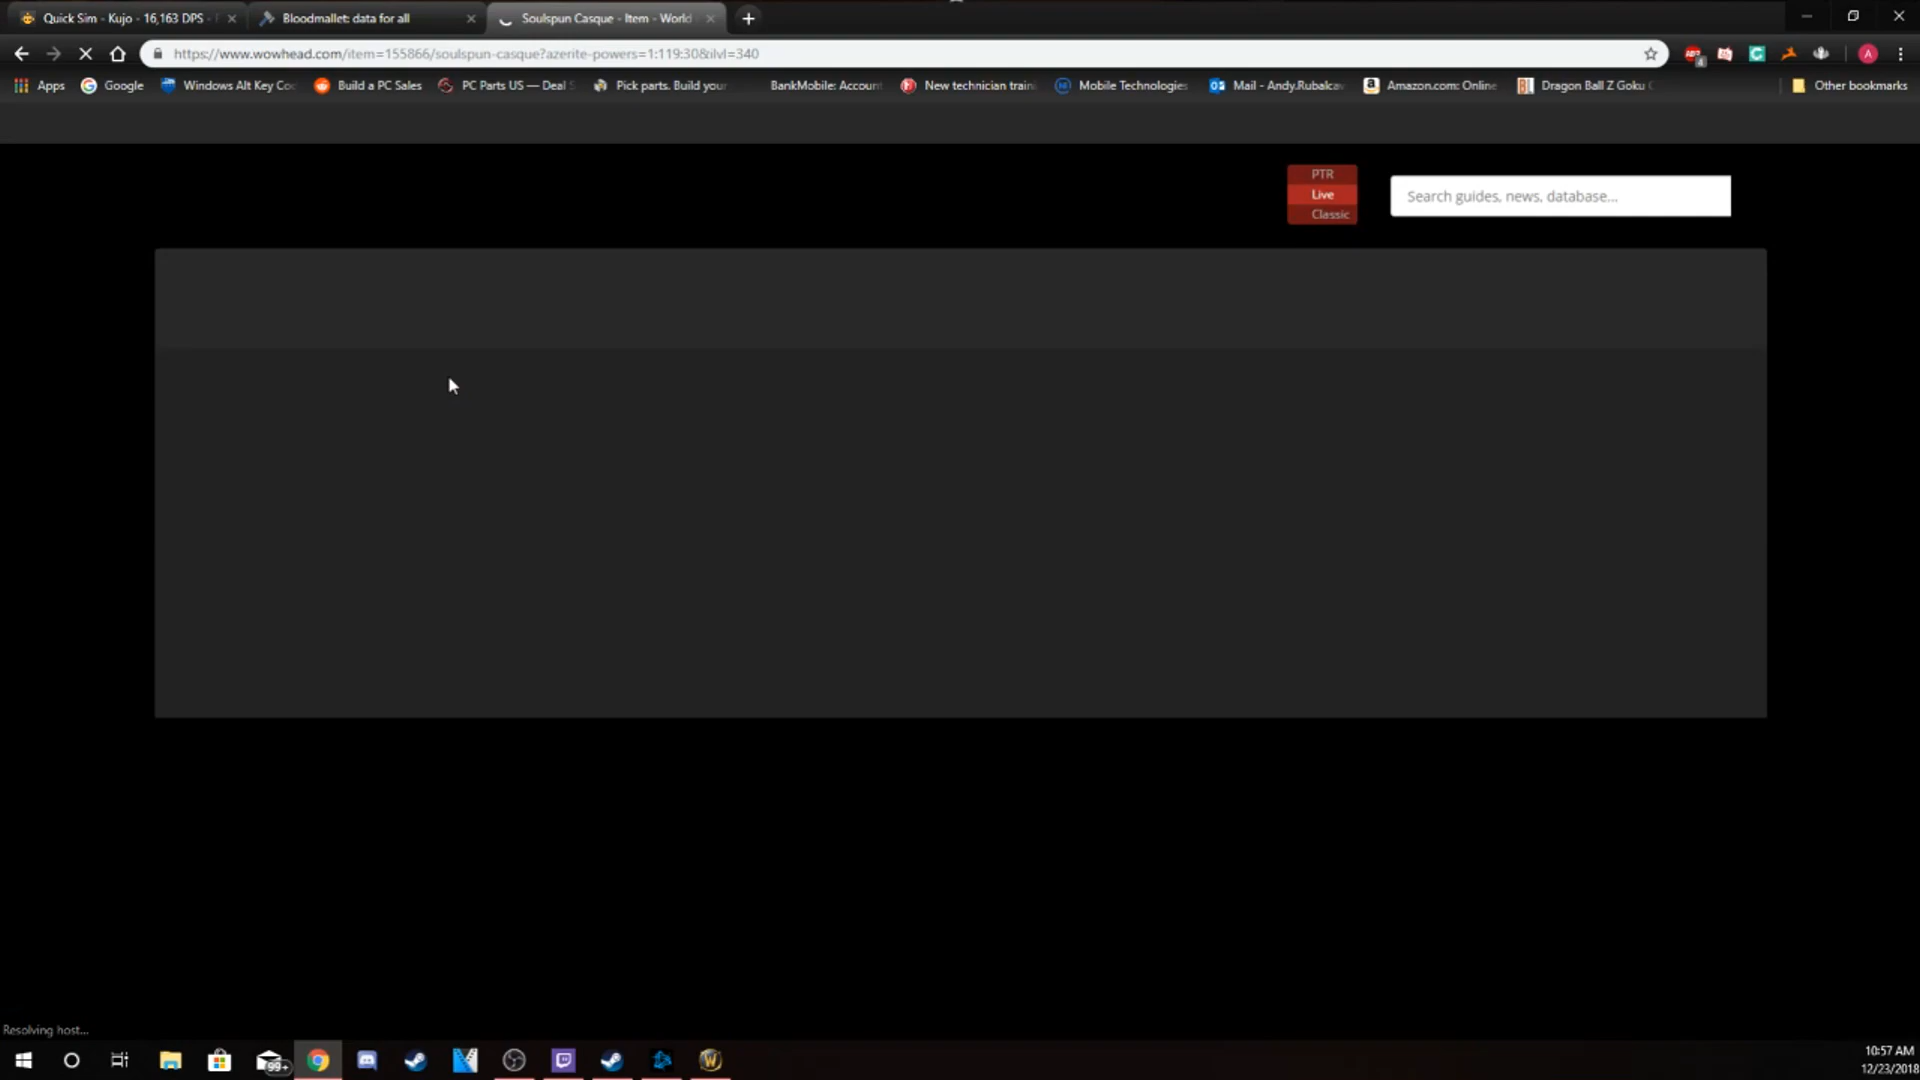 Quick Sim - Kujo - 16,163 DPS -
Bloodmallet: data for all
Soulspun Casque - Item - World
https://www.wowhead.com/item=155866/soulspun-casque?azerite-powers=1:119:30&ilvl=340
4
A
Apps
Google
Windows Alt Key Co
Build a PC Sales
PC Parts US — Deal S
Pick parts. Build your
BankMobile: Account
New technician traini
Mobile Technologies
Mail - Andy.Rubalcav
Amazon.com: Online
Dragon Ball Z Goku
Other bookmarks
PTR
Live
Classic
Search guides, news, database...
Resolving host...
99+
10:57 AM
12/23/2018